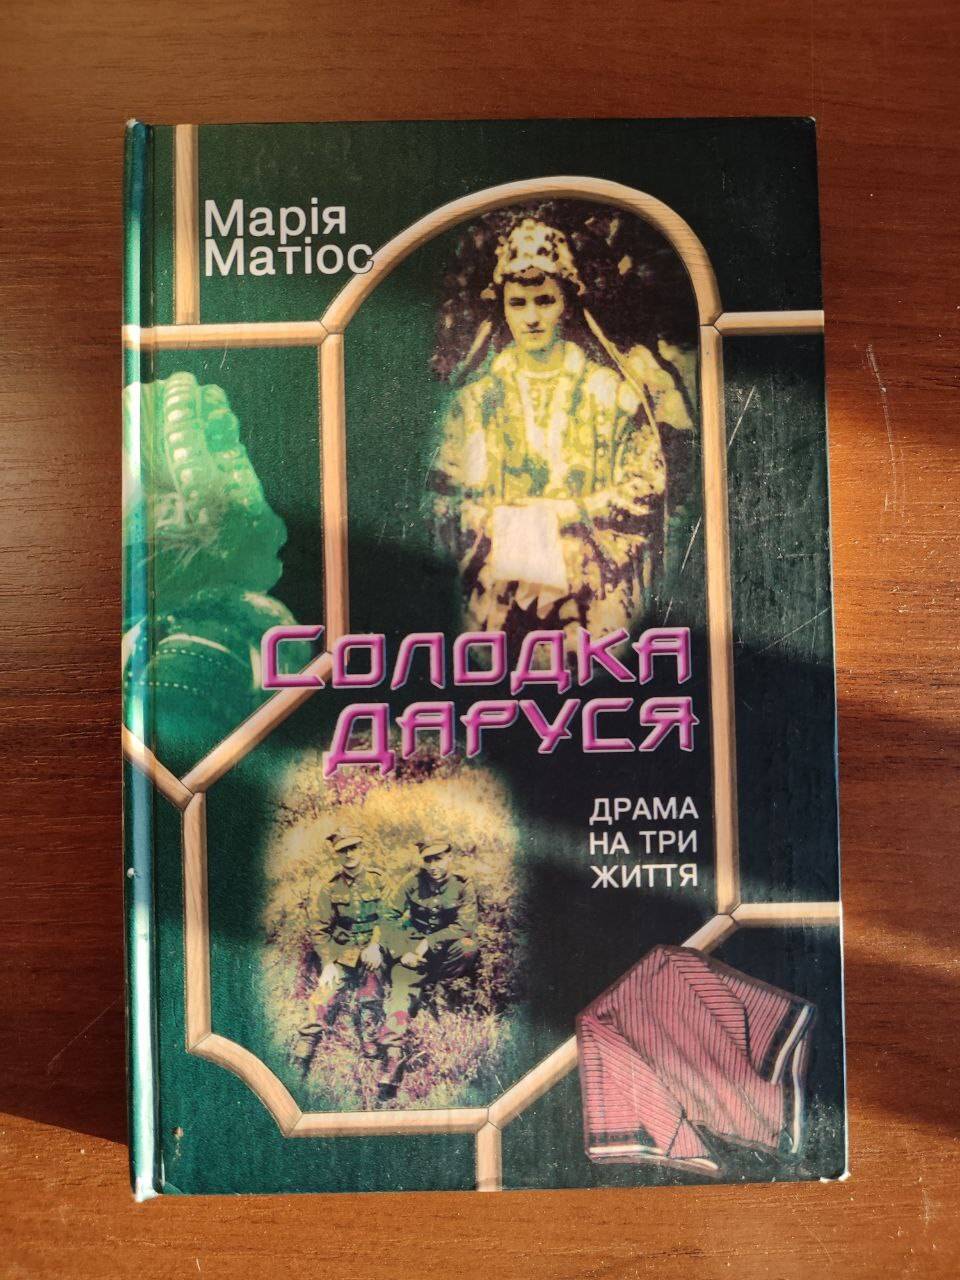 Марія
Матіос
Солодка
Даруся
ДРАМА
НА ТРИ
ЖИТТЯ